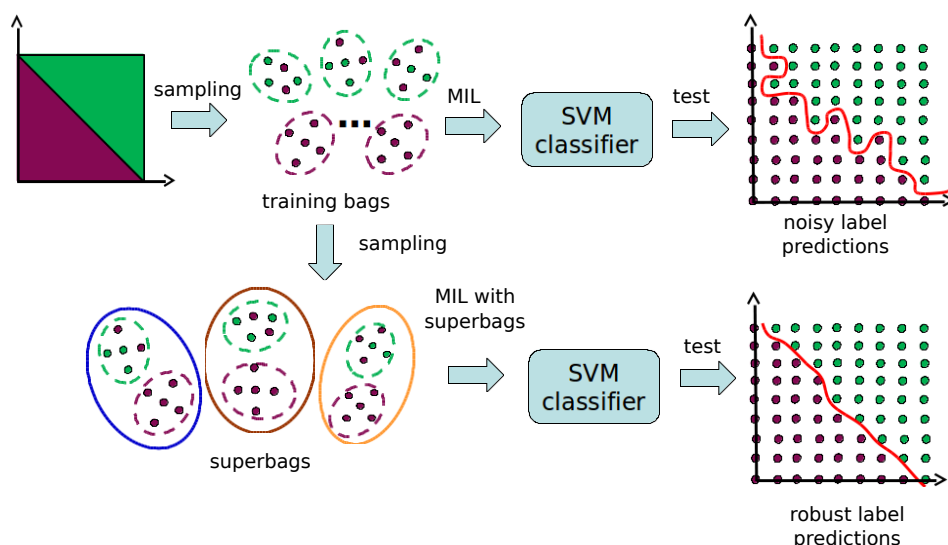 sampling
MIL
SVM
classifier
test
training bags
noisy label
predictions
sampling
MIL with
superbags
SVM
classifier
test
superbags
robust label
predictions